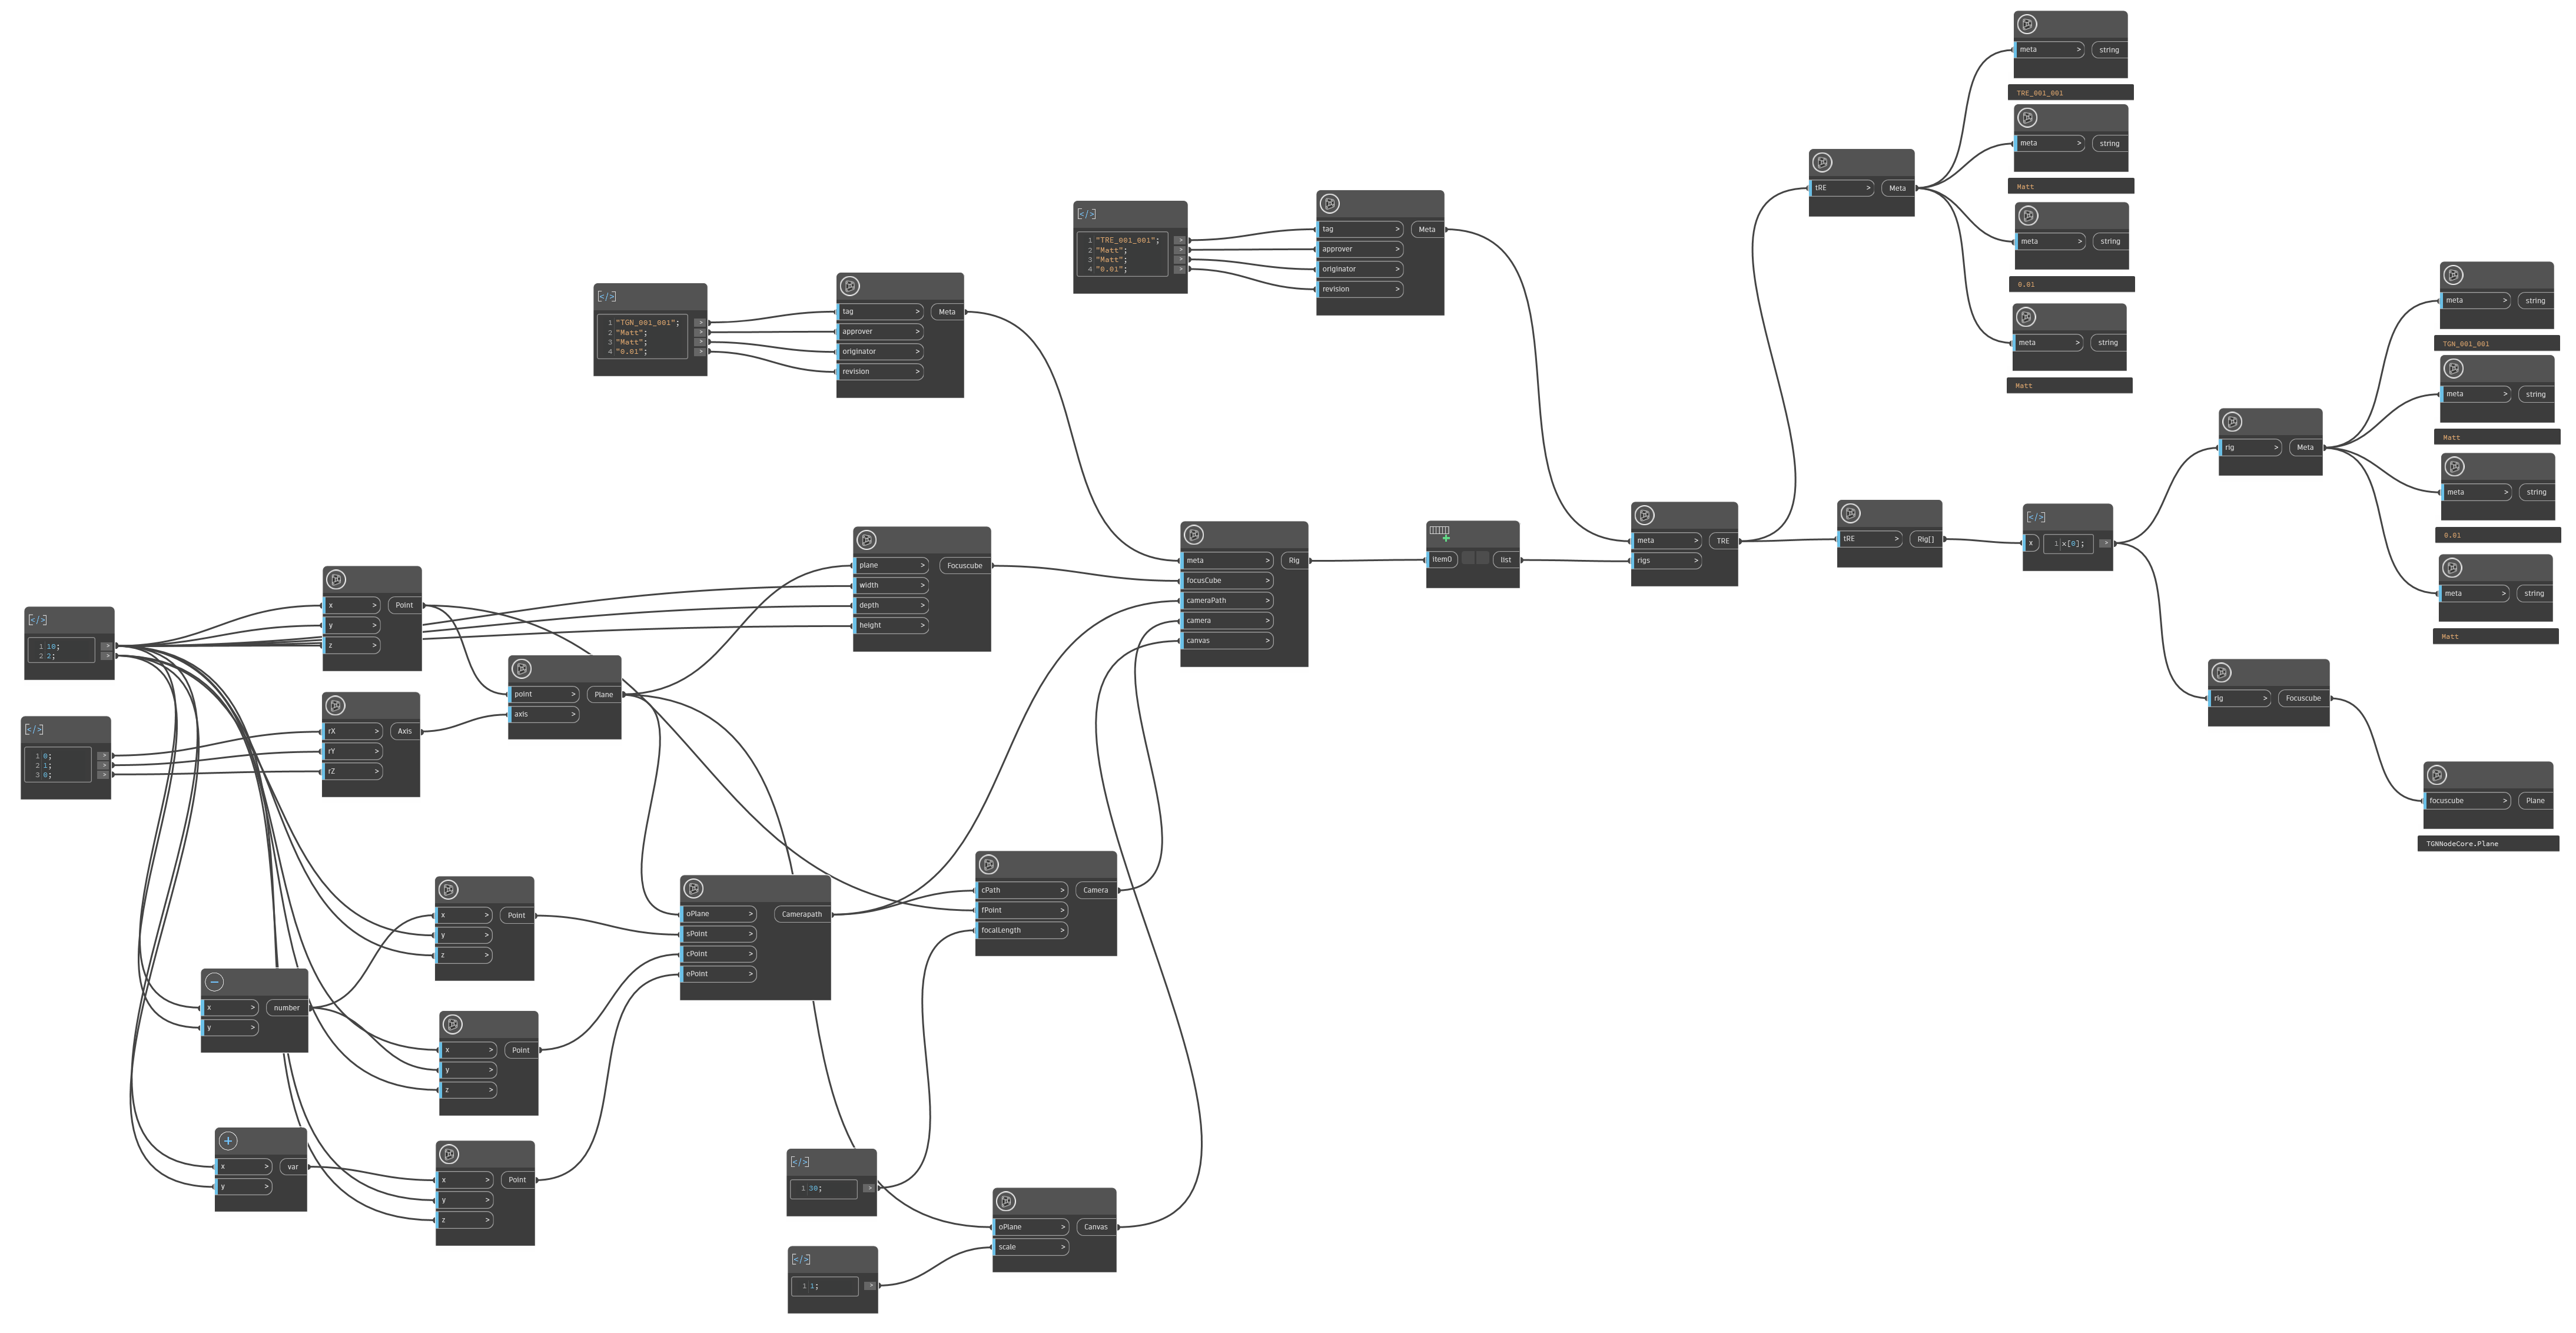 meta > string
TRE_001_001
meta > string
Matt
meta > string
0.01
meta > string
Matt
tRE > Meta
1 "TRE_001_001"; >
2 "Matt"; >
3 "Matt"; >
4 "0.01"; >
tag > Meta
approver >
originator >
revision >
1 "TGN_001_001"; >
2 "Matt"; >
3 "Matt"; >
4 "0.01"; >
tag > Meta
approver >
originator >
revision >
meta > string
TGN_001_001
meta > string
Matt
meta > string
0.01
meta > string
Matt
rig > Meta
1 10; >
2 2; >
x > Point
y >
z >
1 0; >
2 1; >
3 0; >
rX > Axis
rY >
rZ >
point > Plane
axis >
plane > Focuscube
width >
depth >
height >
meta > Rig
focusCube >
cameraPath >
camera >
canvas >
item0 list
meta > TRE
rigs >
tRE > Rig[]
x 1 x[0]; >
rig > Focuscube
focuscube > Plane
TGNNodeCore.Plane
x > Point
y >
z >
oPlane > Camerapath
sPoint >
cPoint >
ePoint >
cPath > Camera
fPoint >
focalLength >
x > number
y >
x > Point
y >
z >
x > var
y >
x > Point
y >
z >
1 30; >
oPlane > Canvas
scale >
1 1; >